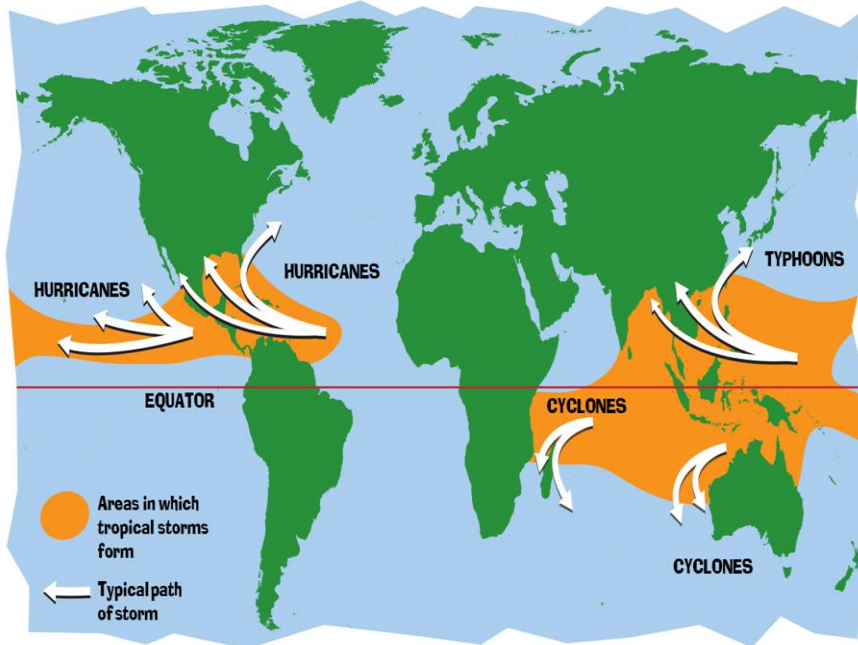 HURRICANES
TYPHOONS
HURRICANES
EQUATOR
CYCLONES
Areas in which
tropical storms
form
CYCLONES
Typical path
of storm